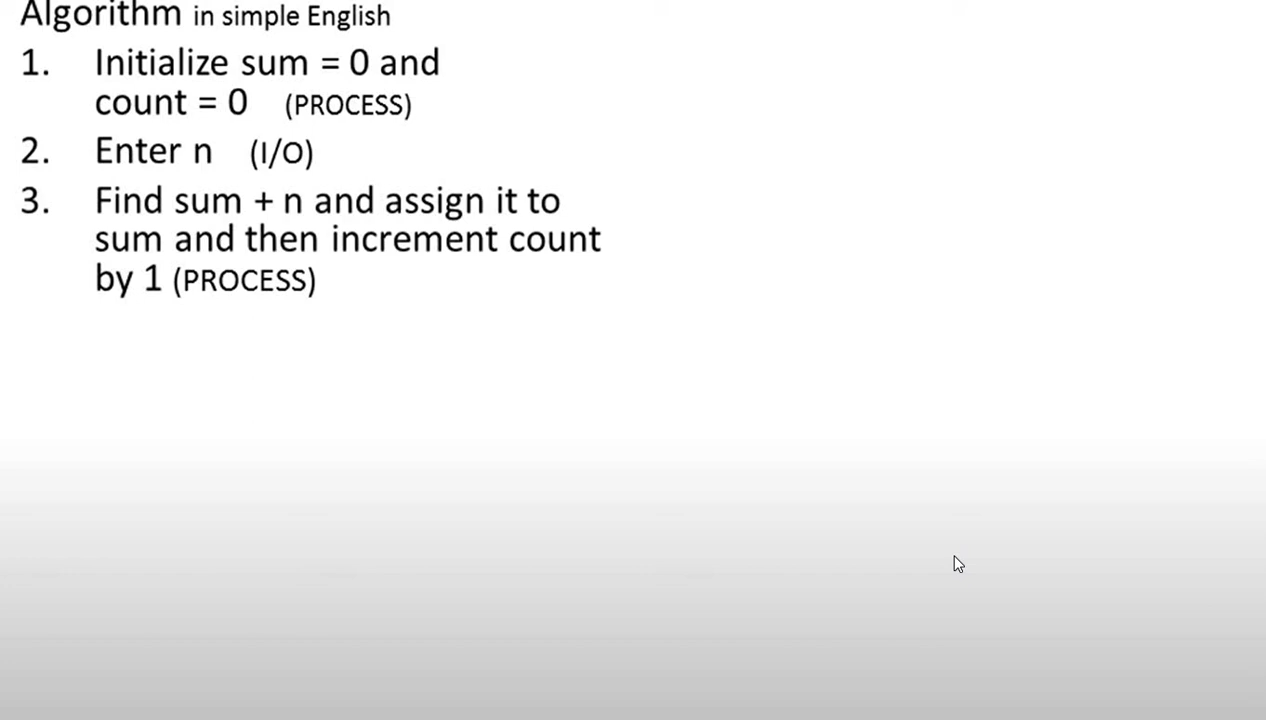 Algorithm in simple English
1. Initialize sum = 0 and
count = 0 (PROCESS)
2. Enter n (I/O)
3. Find sum + n and assign it to
sum and then increment count
by 1 (PROCESS)